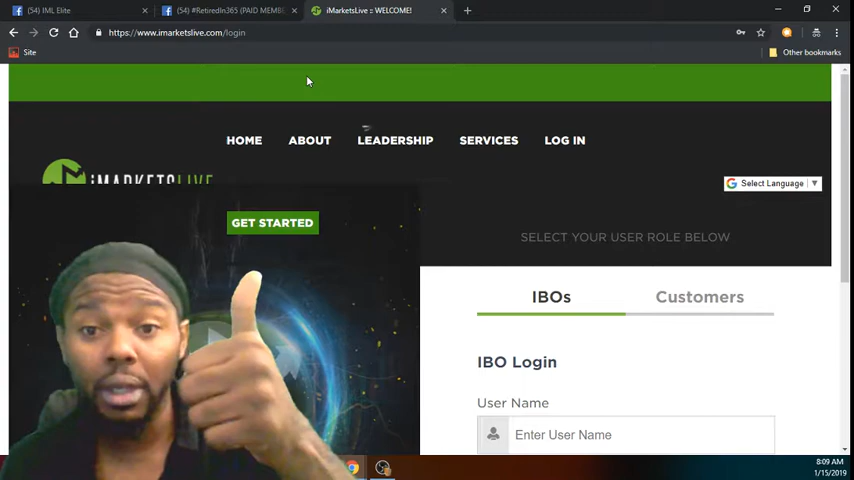 (54) IML Elite
(54) #RetiredIn365 (PAID MEMBE
iMarketsLive :: WELCOME!
https://www.imarketslive.com/login
Site
Other bookmarks
HOME
ABOUT
LEADERSHIP
SERVICES
LOG IN
iMARKETSLIVE
Select Language
GET STARTED
SELECT YOUR USER ROLE BELOW
IBOs
Customers
IBO Login
User Name
Enter User Name
8:09 AM
1/15/2019